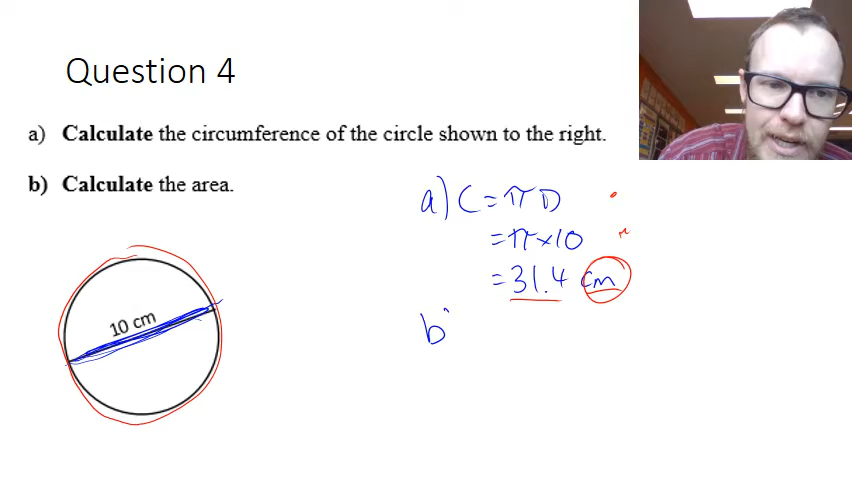 Question 4
a) Calculate the circumference of the circle shown to the right.
b) Calculate the area.
a) C = π D
= π × 10
= 31.4 cm
b
10 cm